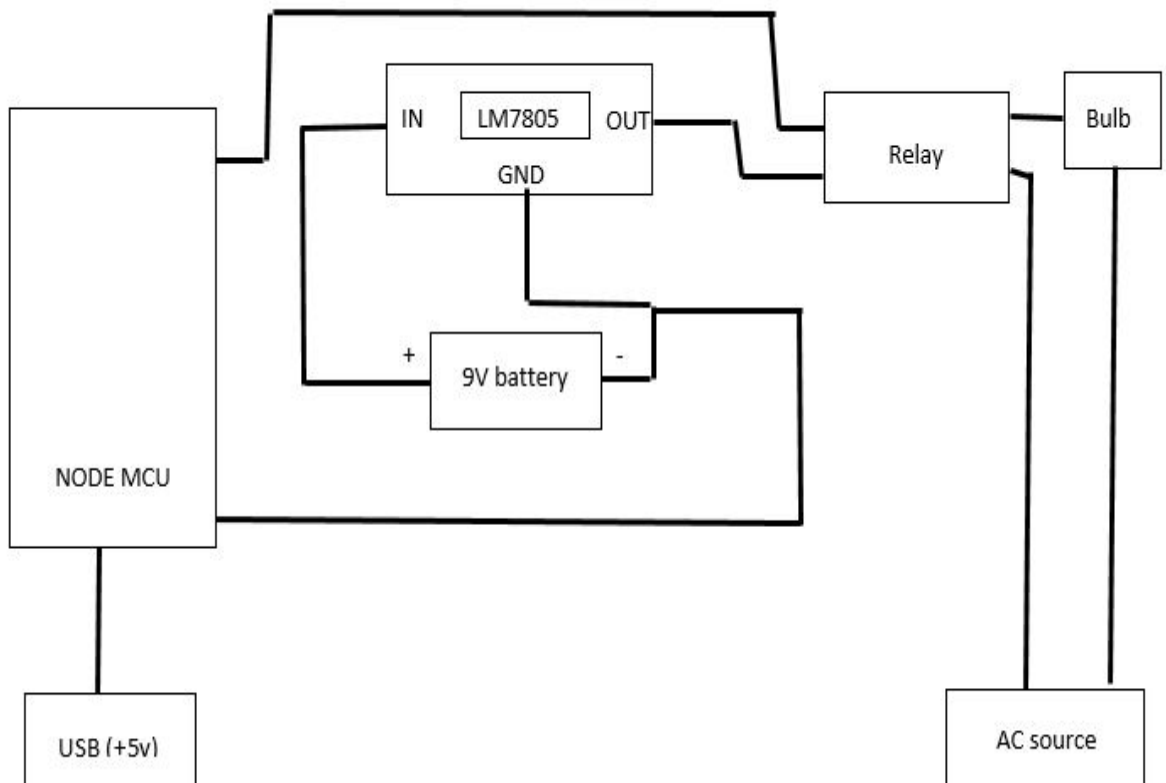 IN
LM7805
OUT
GND
Relay
Bulb
+
-
9V battery
NODE MCU
USB (+5v)
AC source